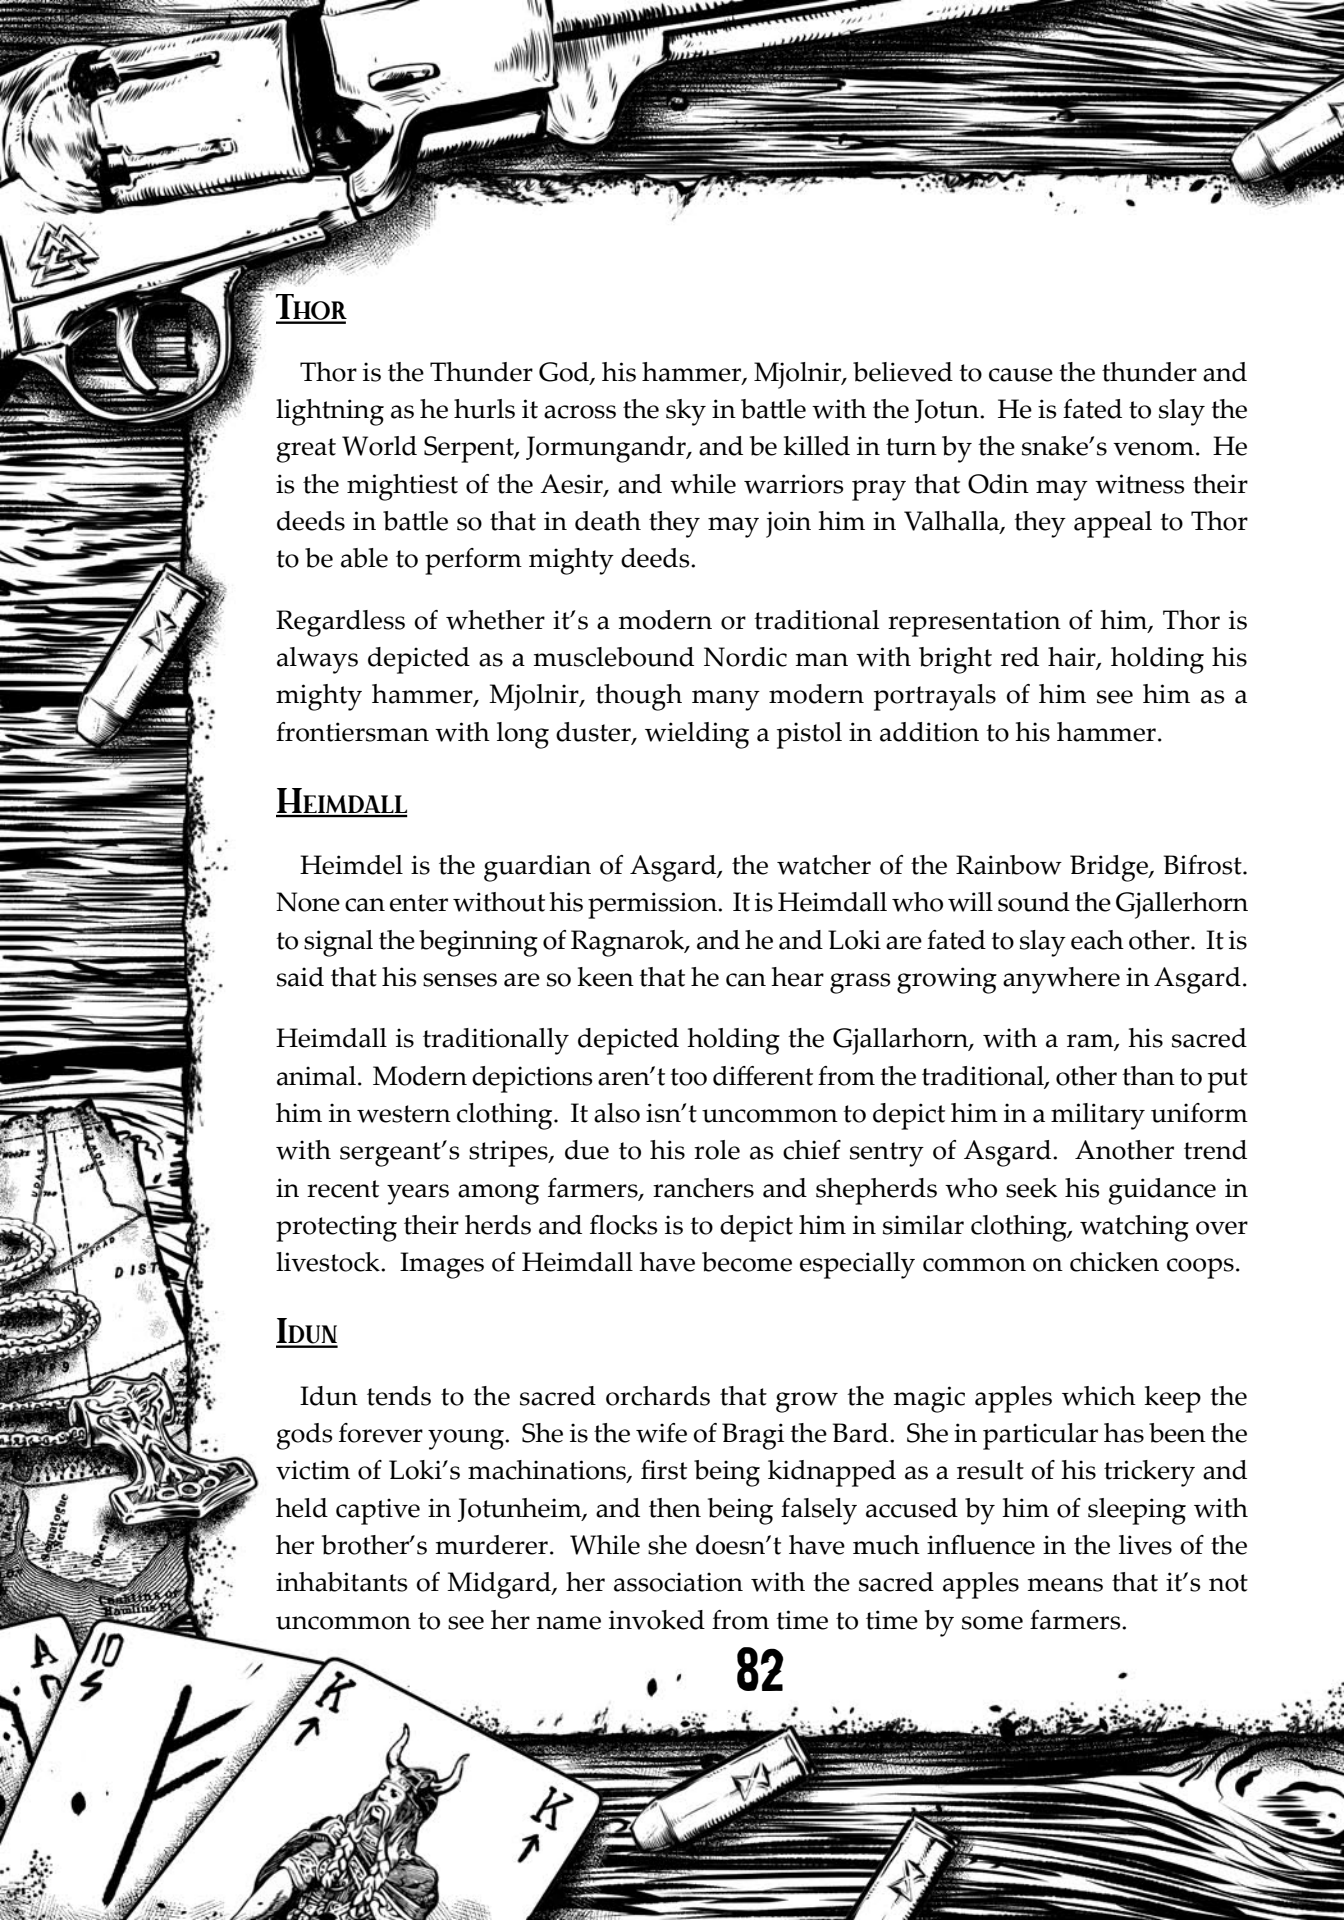 Thor
Thor is the Thunder God, his hammer, Mjolnir, believed to cause the thunder and
lightning as he hurls it across the sky in battle with the Jotun.  He is fated to slay the
great World Serpent, Jormungandr, and be killed in turn by the snake’s venom.  He
is the mightiest of the Aesir, and while warriors pray that Odin may witness their
deeds in battle so that in death they may join him in Valhalla, they appeal to Thor
to be able to perform mighty deeds.
Regardless of whether it’s a modern or traditional representation of him, Thor is
always depicted as a musclebound Nordic man with bright red hair, holding his
mighty hammer, Mjolnir, though many modern portrayals of him see him as a
frontiersman with long duster, wielding a pistol in addition to his hammer.
Heimdall
Heimdel is the guardian of Asgard, the watcher of the Rainbow Bridge, Bifrost.
None can enter without his permission.  It is Heimdall who will sound the Gjallerhorn
to signal the beginning of Ragnarok, and he and Loki are fated to slay each other.  It is
said that his senses are so keen that he can hear grass growing anywhere in Asgard.
Heimdall is traditionally depicted holding the Gjallarhorn, with a ram, his sacred
animal.  Modern depictions aren’t too different from the traditional, other than to put
him in western clothing.  It also isn’t uncommon to depict him in a military uniform
with sergeant’s stripes, due to his role as chief sentry of Asgard.  Another trend
in recent years among farmers, ranchers and shepherds who seek his guidance in
protecting their herds and flocks is to depict him in similar clothing, watching over
livestock.  Images of Heimdall have become especially common on chicken coops.
DIST
Idun
Idun tends to the sacred orchards that grow the magic apples which keep the
gods forever young.  She is the wife of Bragi the Bard.  She in particular has been the
victim of Loki’s machinations, first being kidnapped as a result of his trickery and
held captive in Jotunheim, and then being falsely accused by him of sleeping with
her brother’s murderer.  While she doesn’t have much influence in the lives of the
inhabitants of Midgard, her association with the sacred apples means that it’s not
uncommon to see her name invoked from time to time by some farmers.
82
A
10
K
K